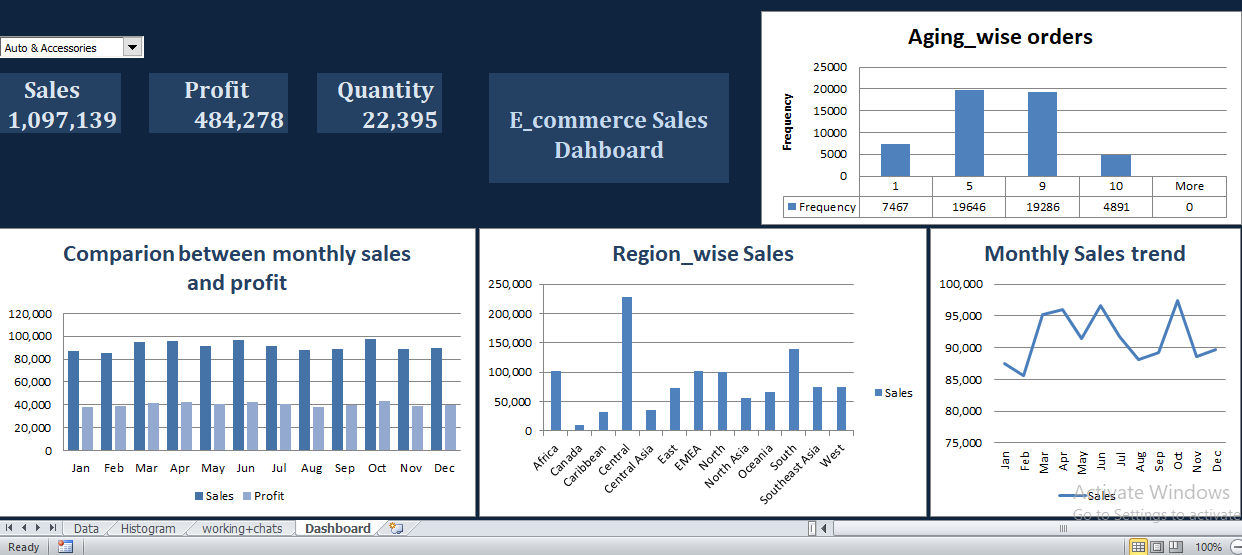 Auto & Accessories
Sales
1,097,139
Profit
484,278
Quantity
22,395
E_commerce Sales
Dahboard
Aging_wise orders
Frequency
25000
20000
15000
10000
5000
0
1 5 9 10 More
Frequency 7467 19646 19286 4891 0
Comparion between monthly sales
and profit
120,000
100,000
80,000
60,000
40,000
20,000
0
Jan Feb Mar Apr May Jun Jul Aug Sep Oct Nov Dec
Sales Profit
Region_wise Sales
250,000
200,000
150,000
100,000
50,000
0
Africa
Canada
Caribbean
Central
Central Asia
East
EMEA
North
North Asia
Oceania
South
Southeast Asia
West
Sales
Monthly Sales trend
100,000
95,000
90,000
85,000
80,000
75,000
Jan
Feb
Mar
Apr
May
Jun
Jul
Aug
Sep
Oct
Nov
Dec
Sales
Activate Windows
Go to Settings to activate
Data Histogram working+chats Dashboard
Ready 100%